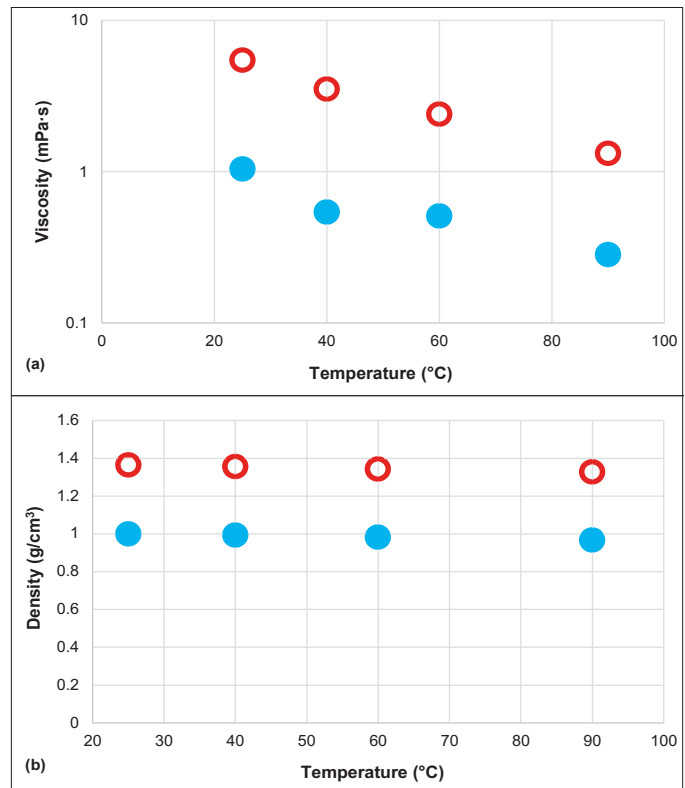 10
1
0.1
0 20 40 60 80 100
Viscosity (mPa·s)
Temperature (°C)
(a)
1.6
1.4
1.2
1
0.8
0.6
0.4
0.2
0
20 30 40 50 60 70 80 90 100
Density (g/cm³)
Temperature (°C)
(b)